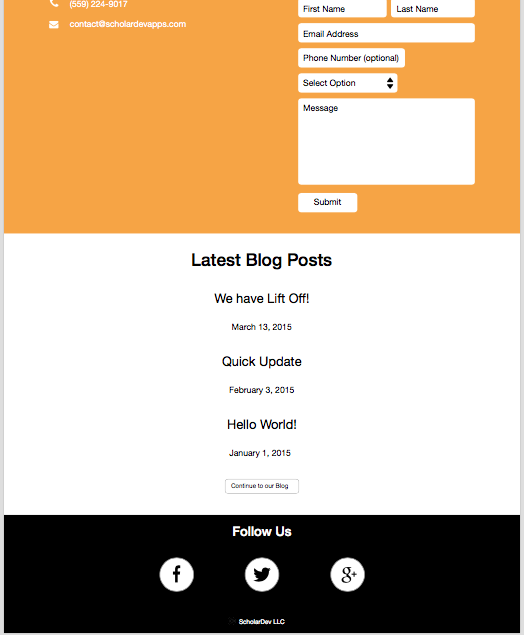 (559) 224-9017
contact@scholardevapps.com
First Name
Last Name
Email Address
Phone Number (optional)
Select Option
Message
Submit
Latest Blog Posts
We have Lift Off!
March 13, 2015
Quick Update
February 3, 2015
Hello World!
January 1, 2015
Continue to our Blog
Follow Us
f
g+
ScholarDev LLC